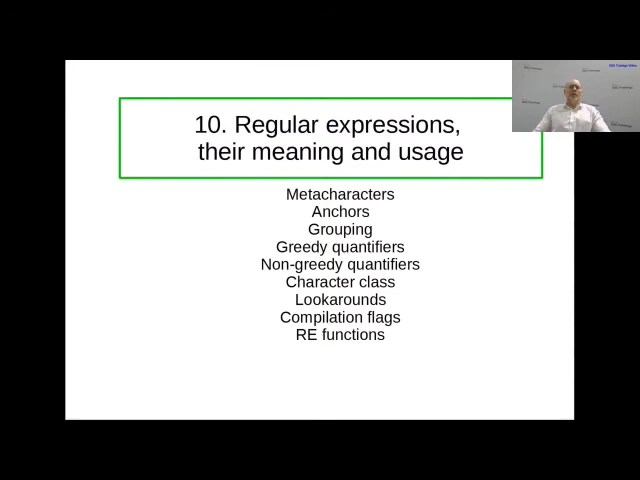 10. Regular expressions,
their meaning and usage
Metacharacters
Anchors
Grouping
Greedy quantifiers
Non-greedy quantifiers
Character class
Lookarounds
Compilation flags
RE functions